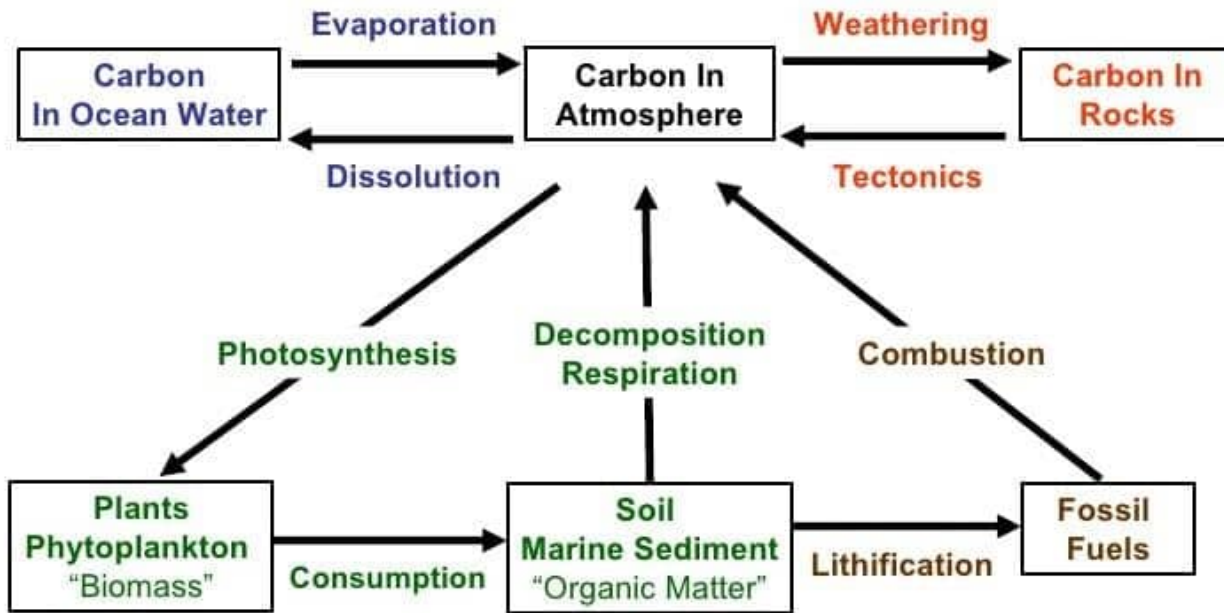 Evaporation
Weathering
Carbon
In Ocean Water
Carbon In
Atmosphere
Carbon In
Rocks
Dissolution
Tectonics
Photosynthesis
Decomposition
Respiration
Combustion
Plants
Phytoplankton
“Biomass”
Consumption
Soil
Marine Sediment
“Organic Matter”
Lithification
Fossil
Fuels